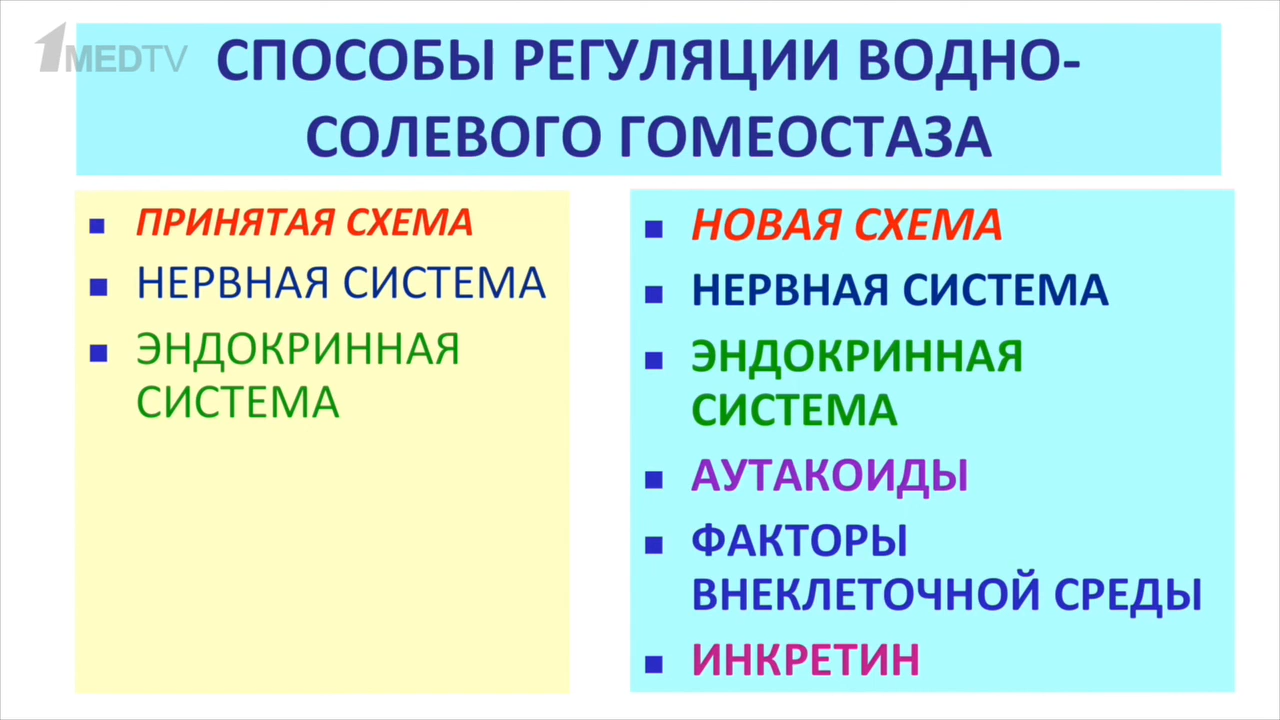 1MEDTV
СПОСОБЫ РЕГУЛЯЦИИ ВОДНО-
СОЛЕВОГО ГОМЕОСТАЗА
ПРИНЯТАЯ СХЕМА
НЕРВНАЯ СИСТЕМА
ЭНДОКРИННАЯ
СИСТЕМА
НОВАЯ СХЕМА
НЕРВНАЯ СИСТЕМА
ЭНДОКРИННАЯ
СИСТЕМА
АУТАКОИДЫ
ФАКТОРЫ
ВНЕКЛЕТОЧНОЙ СРЕДЫ
ИНКРЕТИН